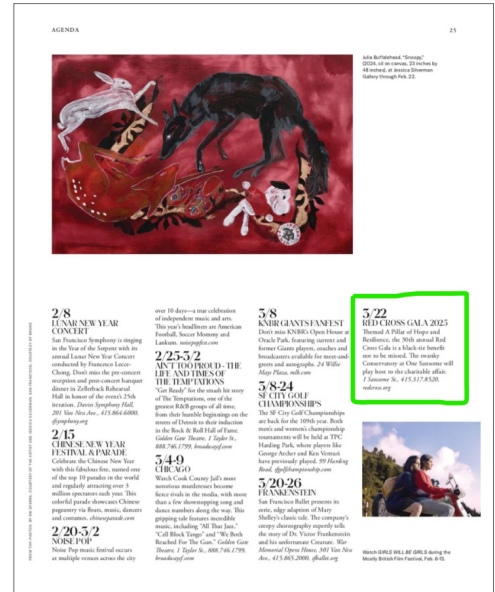 AGENDA
25
Julie Buffalohead, "Snoopy,"
(2024, oil on canvas, 23 inches by
48 inches), at Jessica Silverman
Gallery through Feb. 22.
2/8
LUNAR NEW YEAR
CONCERT
San Francisco Symphony is ringing
in the Year of the Serpent with its
annual Lunar New Year Concert
conducted by Francesco Lecce-
Chong. Don't miss the pre-concert
reception and post-concert banquet
dinner in Zellerbach Rehearsal
Hall in honor of the event's 25th
iteration. Davies Symphony Hall,
201 Van Ness Ave., 415.864.6000,
sfsymphony.org
2/15
CHINESE NEW YEAR
FESTIVAL & PARADE
Celebrate the Chinese New Year
with this fabulous fete, named one
of the top 10 parades in the world
and regularly attracting over 3
million spectators each year. This
colorful parade showcases Chinese
pageantry via floats, music, dancers
and costumes. chineseparade.com
2/20-3/2
NOISE POP
Noise Pop music festival occurs
at multiple venues across the city
over 10 days—a true celebration
of independent music and arts.
This year's headliners are American
Football, Soccer Mommy and
Lankum. noisepopfest.com
2/25-3/2
AIN'T TOO PROUD - THE
LIFE AND TIMES OF
THE TEMPTATIONS
"Get Ready" for the smash hit story
of The Temptations, one of the
greatest R&B groups of all time,
from their humble beginnings on the
streets of Detroit to their induction
in the Rock & Roll Hall of Fame.
Golden Gate Theatre, 1 Taylor St.,
888.746.1799, broadwaysf.com
3/4-9
CHICAGO
Watch Cook County Jail's most
notorious murderesses become
fierce rivals in the media, with more
than a few showstopping song and
dance numbers along the way. This
gripping tale features incredible
music, including "All That Jazz,"
"Cell Block Tango" and "We Both
Reached For The Gun." Golden Gate
Theatre, 1 Taylor St., 888.746.1799,
broadwaysf.com
3/8
KNBR GIANTS FANFEST
Don't miss KNBR's Open House at
Oracle Park, featuring current and
former Giants players, coaches and
broadcasters available for meet-and-
greets and autographs. 24 Willie
Mays Plaza, mlb.com
3/8-24
SF CITY GOLF
CHAMPIONSHIPS
The SF City Golf Championships
are back for the 109th year. Both
men's and women's championship
tournaments will be held at TPC
Harding Park, where players like
George Archer and Ken Venturi
have previously played. 99 Harding
Road, sfgolfchampionship.com
3/20-26
FRANKENSTEIN
San Francisco Ballet presents its
eerie, edgy adaption of Mary
Shelley's classic tale. The company's
creepy choreography expertly tells
the story of Dr. Victor Frankenstein
and his unfortunate Creature. War
Memorial Opera House, 301 Van Ness
Ave., 415.865.2000, sfballet.org
3/22
RED CROSS GALA 2025
Themed A Pillar of Hope and
Resilience, the 30th annual Red
Cross Gala is a black-tie benefit
not to be missed. The swanky
Conservatory at One Sansome will
play host to the charitable affair.
1 Sansome St., 415.517.8520,
redcross.org
Watch GIRLS WILL BE GIRLS during the
Mostly British Film Festival, Feb. 6-13.